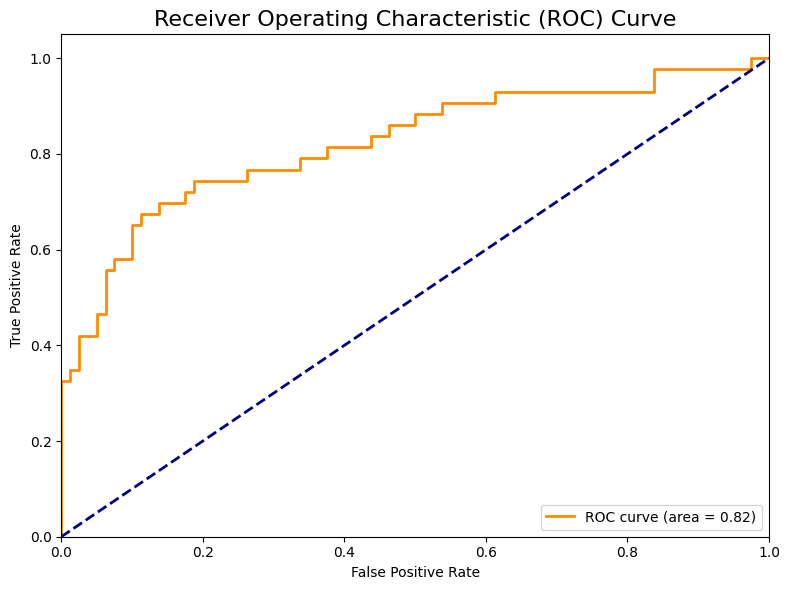 Receiver Operating Characteristic (ROC) Curve
True Positive Rate
1.0
0.8
0.6
0.4
0.2
0.0
0.0 0.2 0.4 0.6 0.8 1.0
False Positive Rate
ROC curve (area = 0.82)